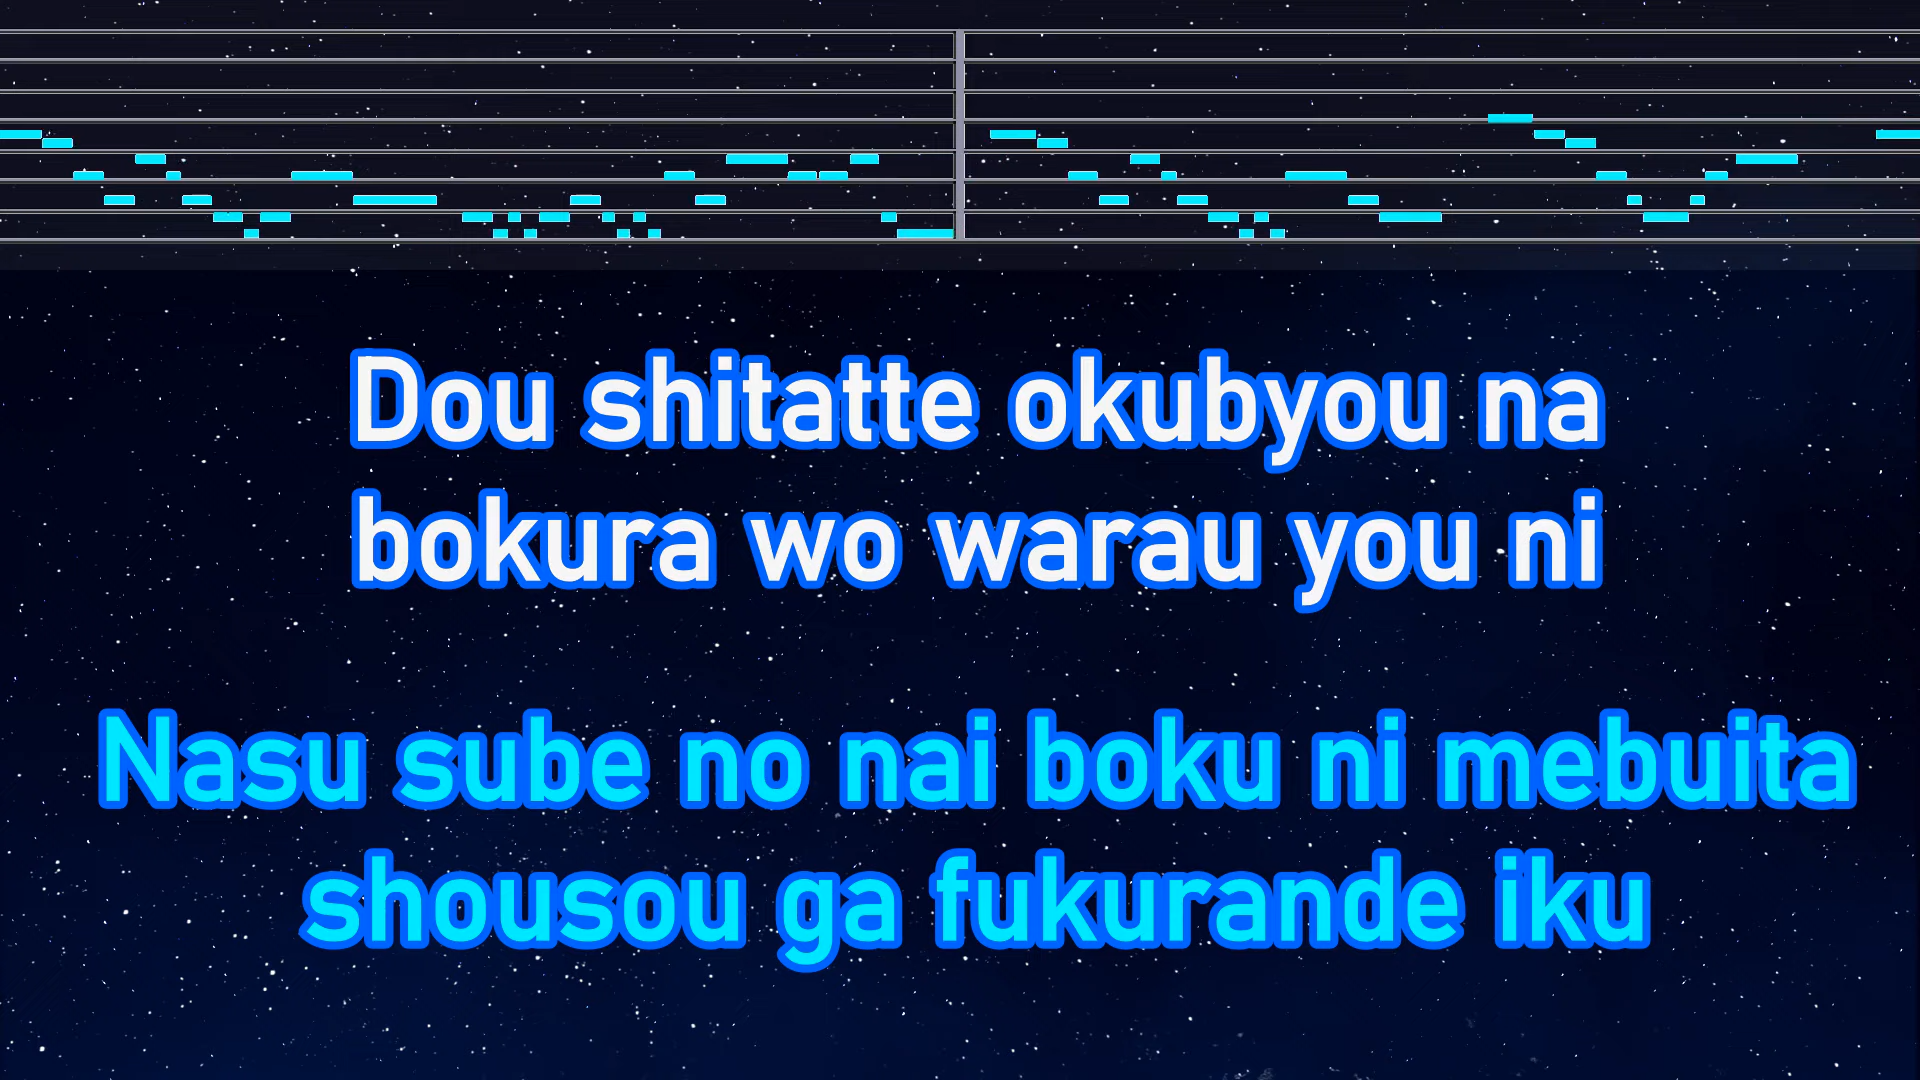 Dou shitatte okubyou na
bokura wo warau you ni
Nasu sube no nai boku ni mebuita
shousou ga fukurande iku